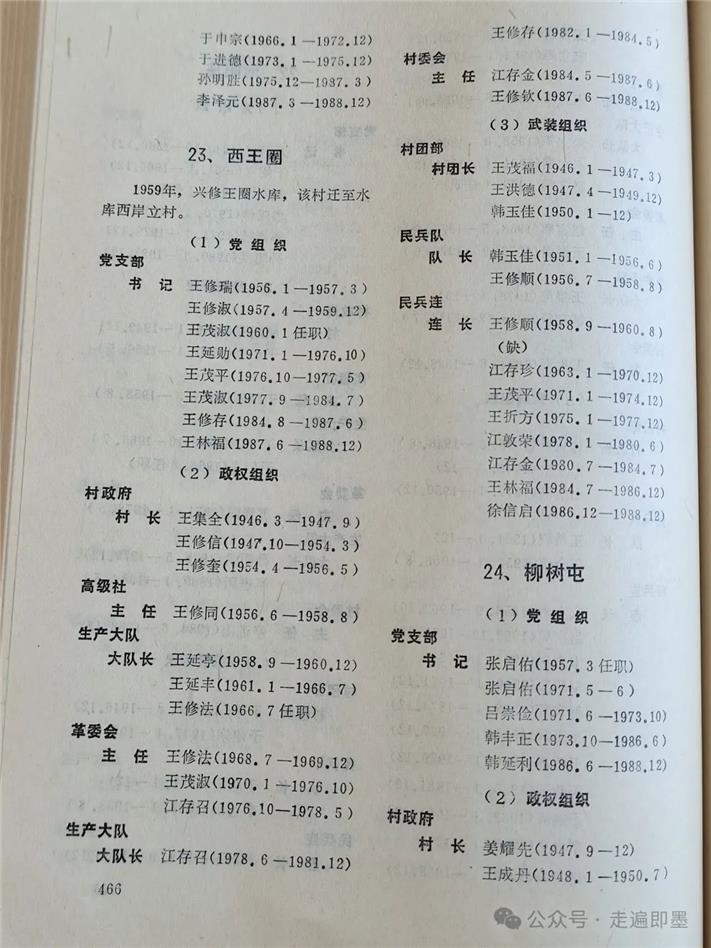 于申宗(1966.1—1972.12)
于进德(1973.1—1975.12)
孙明胜(1975.12—1987.3)
李泽元(1987.3—1988.12)
23、西王圈
1959年，兴修王圈水库，该村迁至水
库西岸立村。
(1)党组织
党支部
书 记 王修瑞(1956.1—1957.3)
王修淑(1957.4—1959.12)
王茂淑(1960.1任职)
王延勋(1971.1—1976.10)
王茂平(1976.10—1977.5)
王茂淑(1977.9—1984.7)
王修存(1984.8—1987.6)
王林福(1987.6—1988.12)
(2)政权组织
村政府
村 长 王集全(1946.3—1947.9)
王修信(1947.10—1954.3)
王修奎(1954.4—1956.5)
高级社
主 任 王修同(1956.6—1958.8)
生产大队
大队长 王延亭(1958.9—1960.12)
王延丰(1961.1—1966.7)
王修法(1966.7任职)
革委会
主 任 王修法(1968.7—1969.12)
王茂淑(1970.1—1976.10)
江存召(1976.10—1978.5)
生产大队
大队长 江存召(1978.6—1981.12)
466
王修存(1982.1—1984.5)
村委会
主 任 江存金(1984.5—1987.6)
王修钦(1987.6—1988.12)
(3)武装组织
村团部
村团长 王茂福(1946.1—1947.3)
王洪德(1947.4—1949.12)
韩玉佳(1950.1—12)
民兵队
队 长 韩玉佳(1951.1—1956.6)
王修顺(1956.7—1958.8)
民兵连
连 长 王修顺(1958.9—1960.8)
(缺)
江存珍(1963.1—1970.12)
王茂平(1971.1—1974.12)
王折方(1975.1—1977.12)
江敦荣(1978.1—1980.6)
江存金(1980.7—1984.7)
王林福(1984.7—1986.12)
徐信启(1986.12—1988.12)
24、柳树屯
(1)党组织
党支部
书 记 张启佑(1957.3任职)
张启佑(1971.5—6)
吕崇俭(1971.6—1973.10)
韩丰正(1973.10—1986.6)
韩延利(1986.6—1988.12)
(2)政权组织
村政府
村 长 姜耀先(1947.9—12)
王成丹(1948.1—1950.7)
公众号·走遍即墨